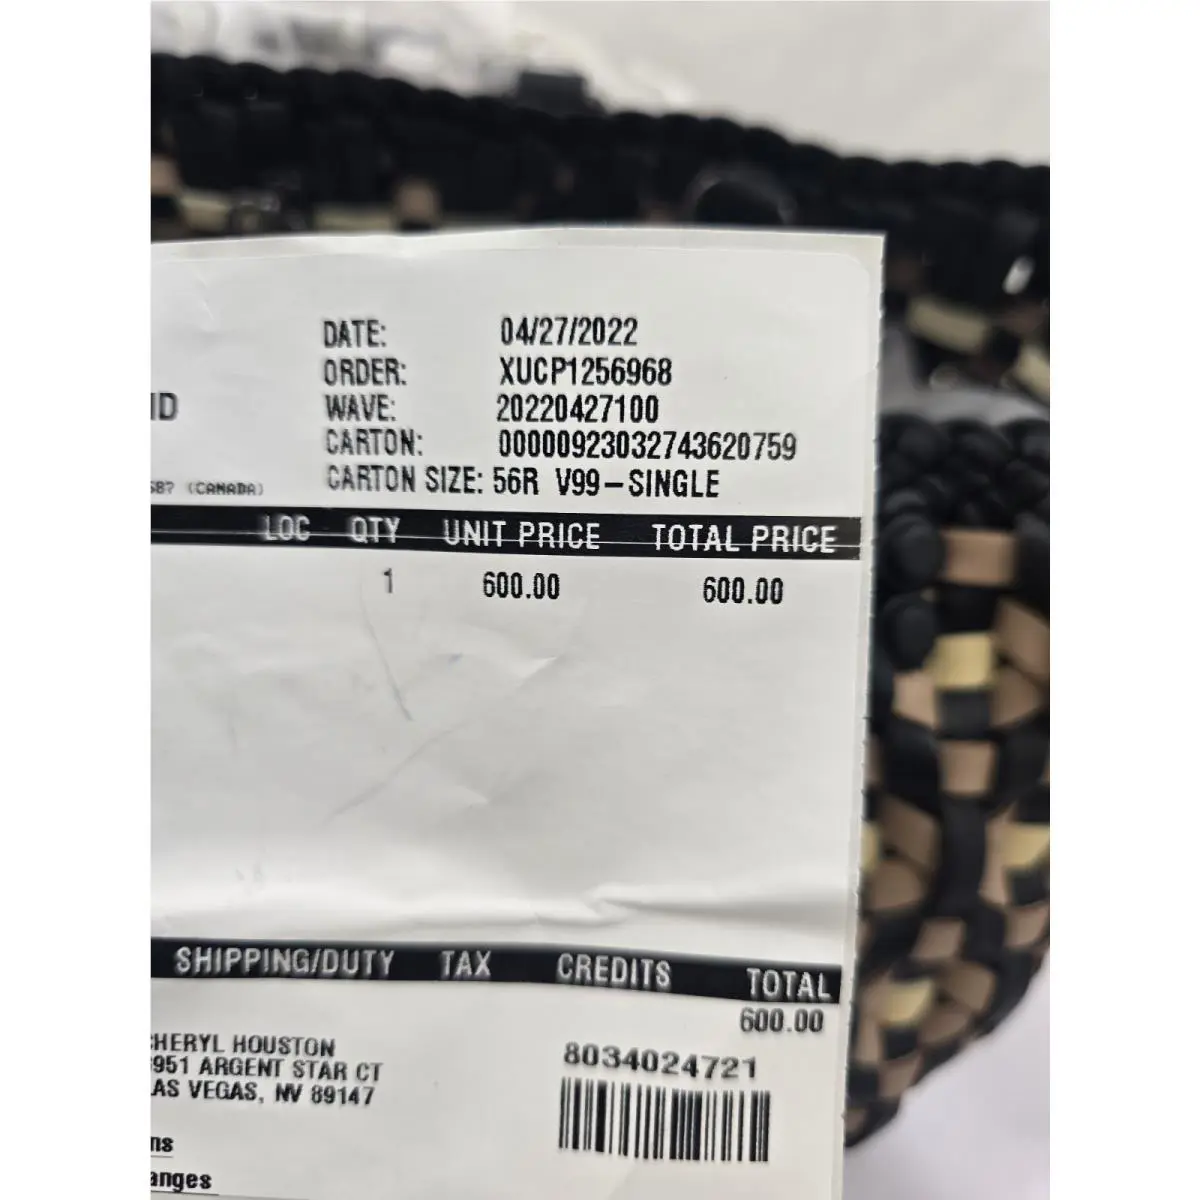 DATE: 04/27/2022
ORDER: XUCP1256968
ID WAVE: 20220427100
CARTON: 00000923032743620759
68? (CANADA) CARTON SIZE: 56R V99-SINGLE
LOC QTY UNIT PRICE TOTAL PRICE
1 600.00 600.00
SHIPPING/DUTY TAX CREDITS TOTAL
600.00
HERYL HOUSTON
951 ARGENT STAR CT
AS VEGAS, NV 89147
8034024721
ns
anges